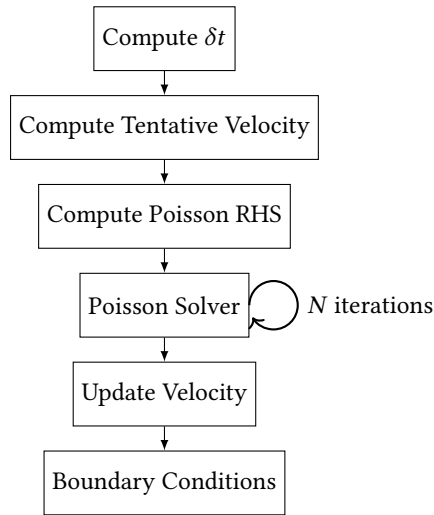 Compute δt
Compute Tentative Velocity
Compute Poisson RHS
Poisson Solver
N iterations
Update Velocity
Boundary Conditions